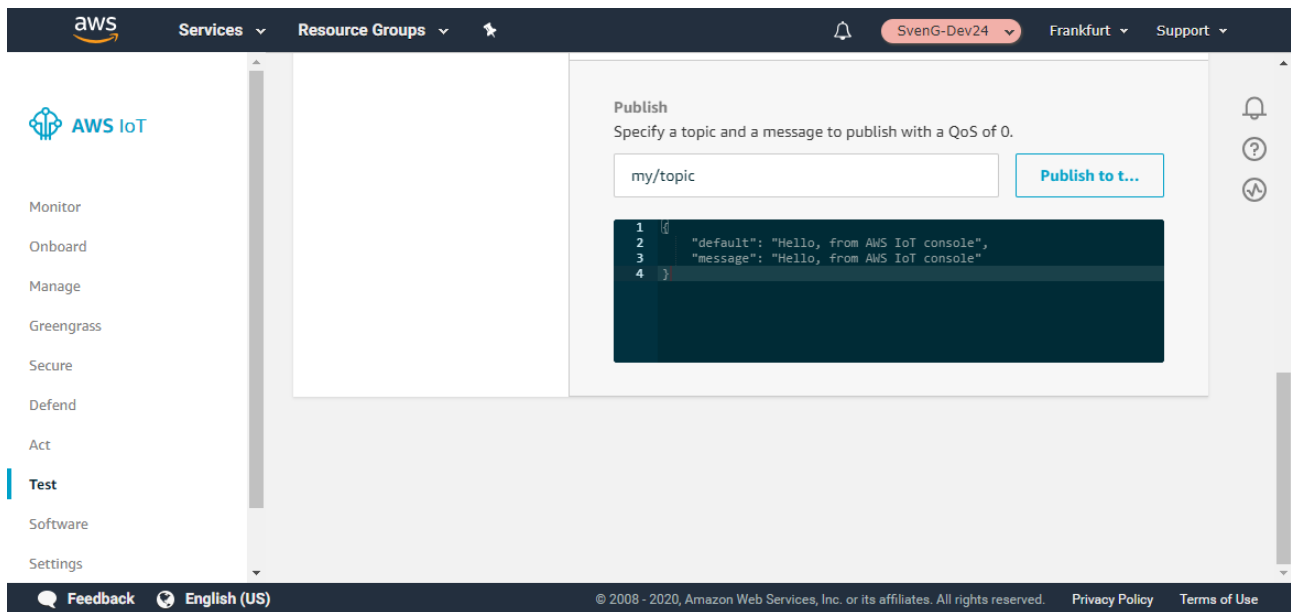 aws Services Resource Groups SvenG-Dev24 Frankfurt Support
AWS IoT
Monitor
Onboard
Manage
Greengrass
Secure
Defend
Act
Test
Software
Settings
Publish
Specify a topic and a message to publish with a QoS of 0.
my/topic Publish to t...
1 {
2 "default": "Hello, from AWS IoT console",
3 "message": "Hello, from AWS IoT console"
4 }
Feedback English (US) © 2008 - 2020, Amazon Web Services, Inc. or its affiliates. All rights reserved. Privacy Policy Terms of Use